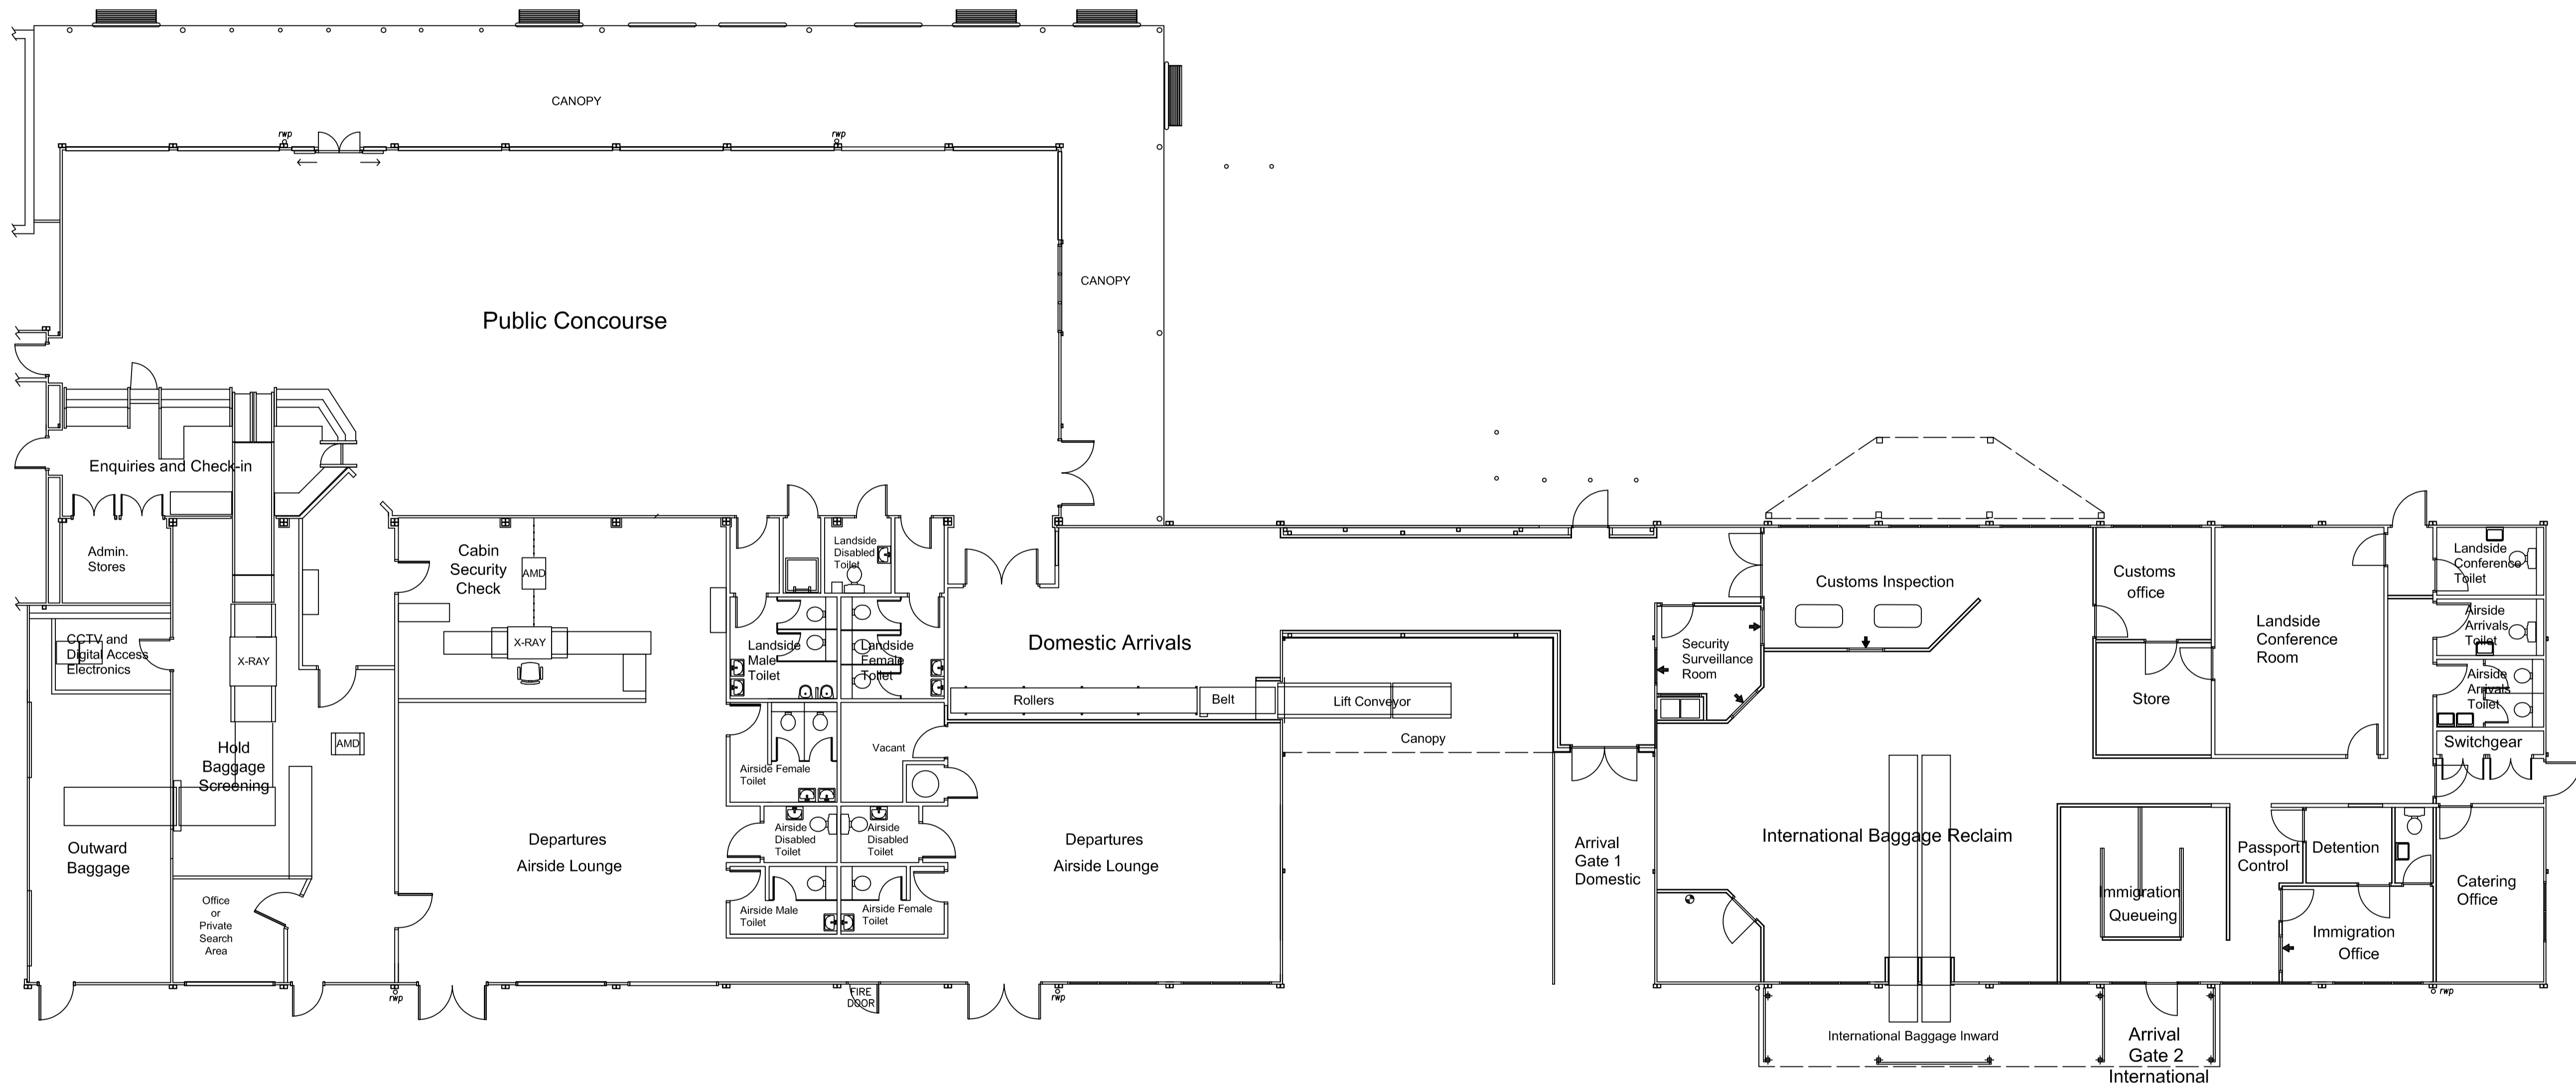 CANOPY
rwp
rwp
CANOPY
Public Concourse
Enquiries and Check-in
Admin.
Stores
Cabin
Security
Check
AMD
X-RAY
Landside
Disabled
Toilet
Landside
Male
Toilet
Landside
Female
Toilet
Domestic Arrivals
Rollers
Belt
Lift Conveyor
Canopy
CCTV and
Digital Access
Electronics
X-RAY
AMD
Hold
Baggage
Screening
Outward
Baggage
Office
or
Private
Search
Area
Departures
Airside Lounge
Airside Female
Toilet
Vacant
Airside
Disabled
Toilet
Airside
Disabled
Toilet
Airside Male
Toilet
Airside Female
Toilet
Departures
Airside Lounge
rwp
FIRE
DOOR
rwp
Arrival
Gate 1
Domestic
Security
Surveillance
Room
Customs Inspection
Customs
office
Store
Landside
Conference
Room
Landside
Conference
Toilet
Airside
Arrivals
Toilet
Airside
Arrivals
Toilet
Switchgear
International Baggage Reclaim
Immigration
Queueing
Passport
Control
Detention
Immigration
Office
Catering
Office
rwp
International Baggage Inward
Arrival
Gate 2
International